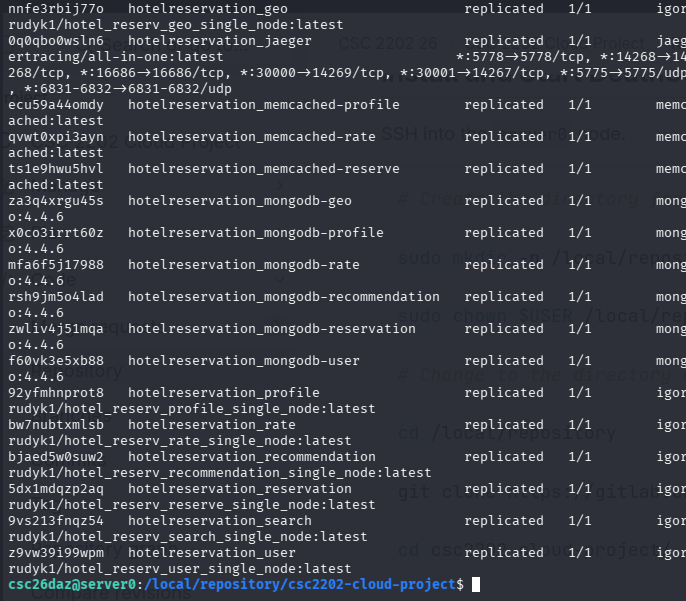 nnfe3rbij77o   hotelreservation_geo                      replicated   1/1        igor
rudyk1/hotel_reserv_geo_single_node:latest
0q0qbo0wsln6   hotelreservation_jaeger                   replicated   1/1        jaeg
ertracing/all-in-one:latest                             *:5778->5778/tcp, *:14268->14
268/tcp, *:16686->16686/tcp, *:30000->14269/tcp, *:30001->14267/tcp, *:5775->5775/udp
, *:6831-6832->6831-6832/udp
ecu59a44omdy   hotelreservation_memcached-profile        replicated   1/1        memc
ached:latest
qvwt0xpi3ayn   hotelreservation_memcached-rate           replicated   1/1        memc
ached:latest
ts1e9hwu5hvl   hotelreservation_memcached-reserve        replicated   1/1        memc
ached:latest
za3q4xrgu45s   hotelreservation_mongodb-geo              replicated   1/1        mong
o:4.4.6
x0co3irrt60z   hotelreservation_mongodb-profile          replicated   1/1        mong
o:4.4.6
mfa6f5j17988   hotelreservation_mongodb-rate             replicated   1/1        mong
o:4.4.6
rsh9jm5o4lad   hotelreservation_mongodb-recommendation   replicated   1/1        mong
o:4.4.6
zwliv4j51mqa   hotelreservation_mongodb-reservation      replicated   1/1        mong
o:4.4.6
f60vk3e5xb88   hotelreservation_mongodb-user             replicated   1/1        mong
o:4.4.6
92yfmhnprot8   hotelreservation_profile                  replicated   1/1        igor
rudyk1/hotel_reserv_profile_single_node:latest
bw7nubtxmlsb   hotelreservation_rate                     replicated   1/1        igor
rudyk1/hotel_reserv_rate_single_node:latest
bjaed5w0suw2   hotelreservation_recommendation           replicated   1/1        igor
rudyk1/hotel_reserv_recommendation_single_node:latest
5dx1mdqzp2aq   hotelreservation_reservation              replicated   1/1        igor
rudyk1/hotel_reserv_reserve_single_node:latest
9vs213fnqz54   hotelreservation_search                   replicated   1/1        igor
rudyk1/hotel_reserv_search_single_node:latest
z9vw39i99wpm   hotelreservation_user                     replicated   1/1        igor
rudyk1/hotel_reserv_user_single_node:latest
csc26daz@server0:/local/repository/csc2202-cloud-project$